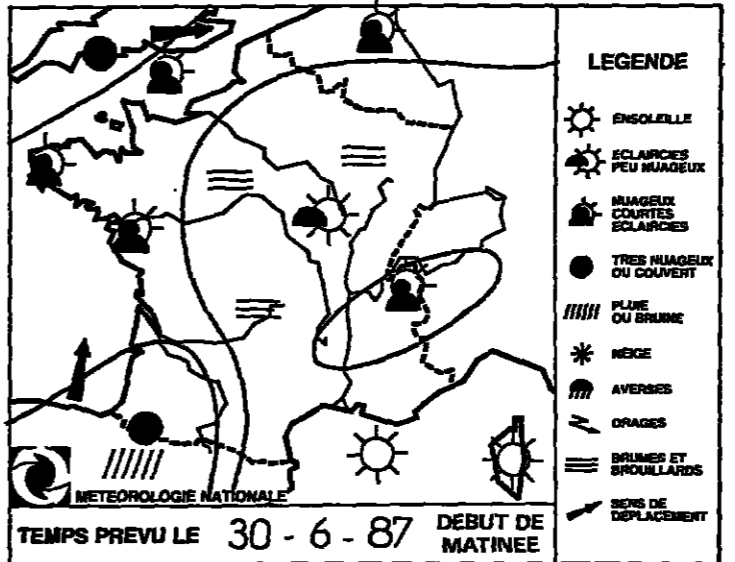 LEGENDE
ENSOLEILLE
ECLAIRCIES
PEU NUAGEUX
NUAGEUX
COURTES
ECLAIRCIES
TRES NUAGEUX
OU COUVERT
PLUIE
OU BRUINE
NEIGE
AVERSES
ORAGES
BRUMES ET
BROUILLARDS
SENS DE
DEPLACEMENT
METEOROLOGIE NATIONALE
TEMPS PREVU LE 30 - 6 - 87 DEBUT DE
MATINEE